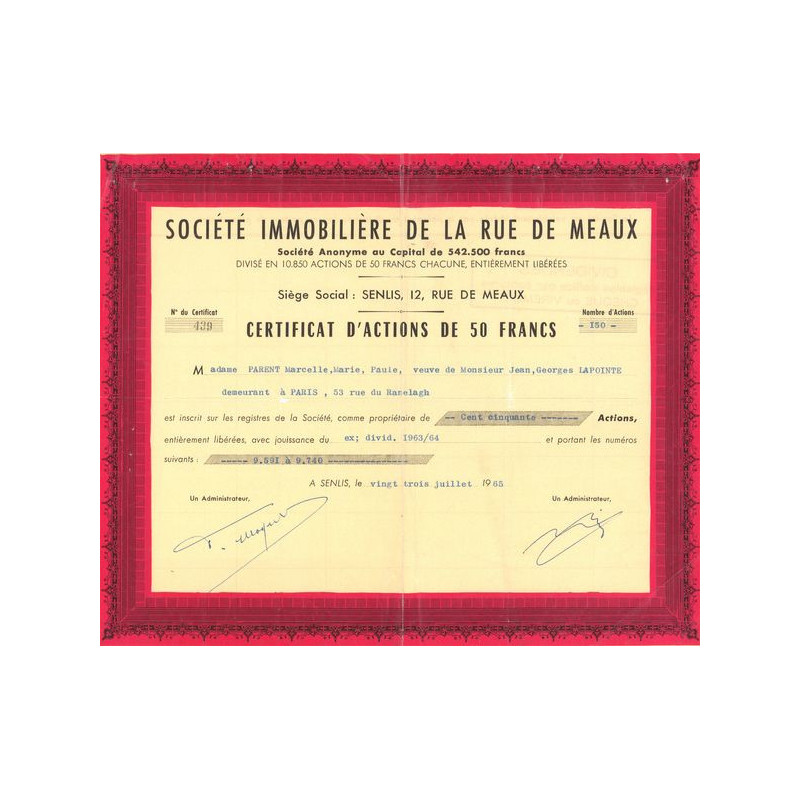 SOCIÉTÉ IMMOBILIÈRE DE LA RUE DE MEAUX
Société Anonyme au Capital de 542.500 francs
DIVISÉ EN 10.850 ACTIONS DE 50 FRANCS CHACUNE, ENTIÈREMENT LIBÉRÉES
Siège Social : SENLIS, 12, RUE DE MEAUX
N° du Certificat
439
CERTIFICAT D'ACTIONS DE 50 FRANCS
Nombre d'Actions
- I50 -
M adame PARENT Marcelle,Marie, Paule, veuve de Monsieur Jean,Georges LAPOINTE
demeurant à PARIS , 53 rue du Ranelagh
est inscrit sur les registres de la Société, comme propriétaire de -- Cent cinquante ------- Actions,
entièrement libérées, avec jouissance du ex; divid. I963/64 et portant les numéros
suivants : ----- 9.59I à 9.740 ----------------
A SENLIS, le vingt trois juillet 1965
Un Administrateur,
Un Administrateur,